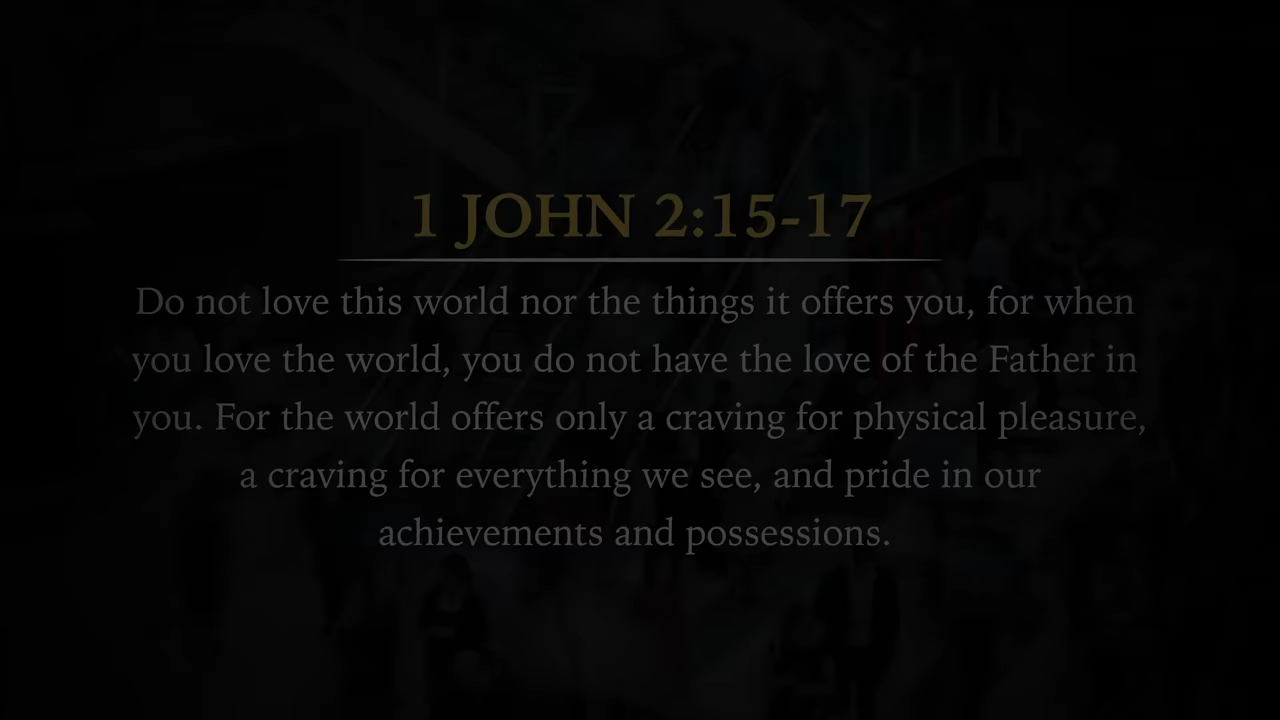 1 JOHN 2:15-17
Do not love this world nor the things it offers you, for when
you love the world, you do not have the love of the Father in
you. For the world offers only a craving for physical pleasure,
a craving for everything we see, and pride in our
achievements and possessions.